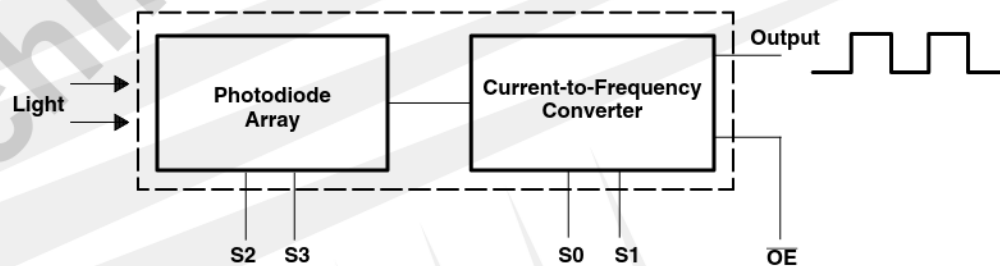 Output
Light
Photodiode
Array
Current-to-Frequency
Converter
S2 S3 S0 S1 OE